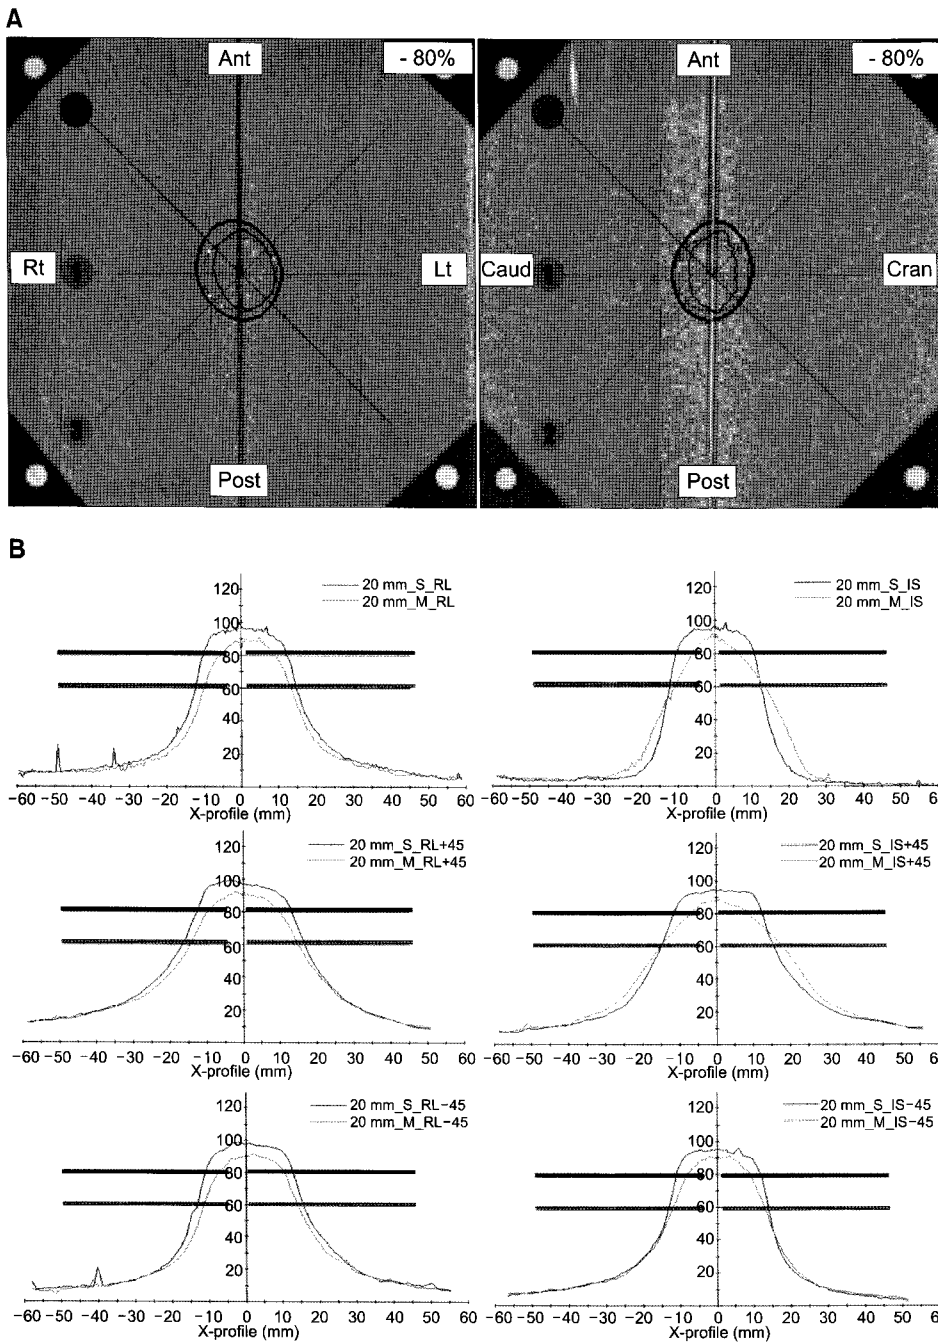 A
Ant
- 80%
Ant
- 80%
Rt
Lt
Caud
Cran
2
Post
Post
B
120
100
80
60
40
20
20 mm_S_RL
20 mm_M_RL
−60 −50 −40 −30 −20 −10 0 10 20 30 40 50 60
X-profile (mm)
120
100
80
60
40
20
20 mm_S_IS
20 mm_M_IS
−60 −50 −40 −30 −20 −10 0 10 20 30 40 50 6
X-profile (mm)
120
100
80
60
40
20
20 mm_S_RL+45
20 mm_M_RL+45
−60 −50 −40 −30 −20 −10 0 10 20 30 40 50 60
X-profile (mm)
120
100
80
60
40
20
20 mm_S_IS+45
20 mm_M_IS+45
−60 −50 −40 −30 −20 −10 0 10 20 30 40 50 6
X-profile (mm)
120
100
80
60
40
20
20 mm_S_RL−45
20 mm_M_RL−45
−60 −50 −40 −30 −20 −10 0 10 20 30 40 50 60
X-profile (mm)
120
100
80
60
40
20
20 mm_S_IS−45
20 mm_M_IS−45
−60 −50 −40 −30 −20 −10 0 10 20 30 40 50 6
X-profile (mm)